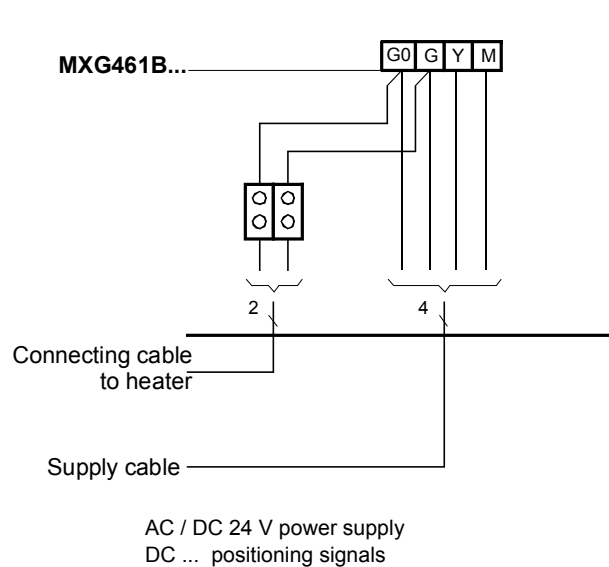 MXG461B...
G0 G Y M
2
4
Connecting cable
to heater
Supply cable
AC / DC 24 V power supply
DC ... positioning signals